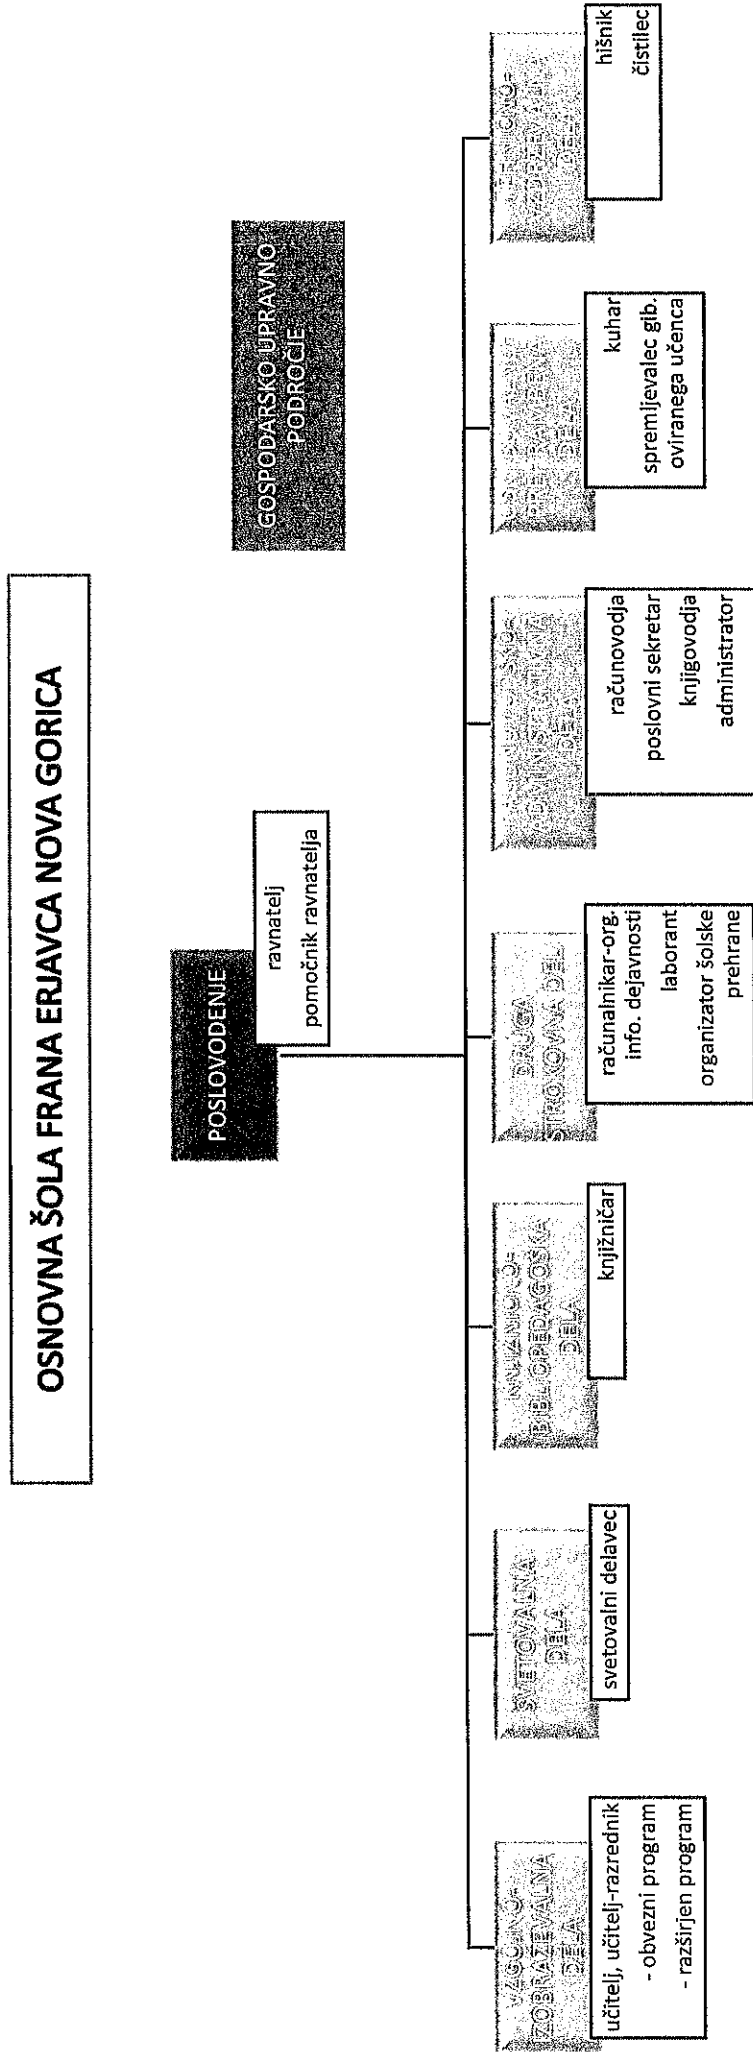 OSNOVNA ŠOLA FRANA ERJAVCA NOVA GORICA
POSLOVODENJE
ravnatelj
pomočnik ravnatelja
GOSPODARSKO UPRAVNO
PODROČJE
VZGOJNO-
IZOBRAŽEVALNA
DELA
učitelj, učitelj-razrednik
- obvezni program
- razširjen program
SVETOVALNA
DELA
svetovalni delavec
BIBLIOPEDAGOŠKA
DELA
knjižničar
DRUGA
STROKOVNA DEL
računalnikar-org.
info. dejavnosti
laborant
organizator šolske
prehrane
ADMINISTRATIVNA
DELA
računovodja
poslovni sekretar
knjigovodja
administrator
DELA
kuhar
spremljevalec gib.
oviranega učenca
VZDRŽEVALNA
DELA
hišnik
čistilec